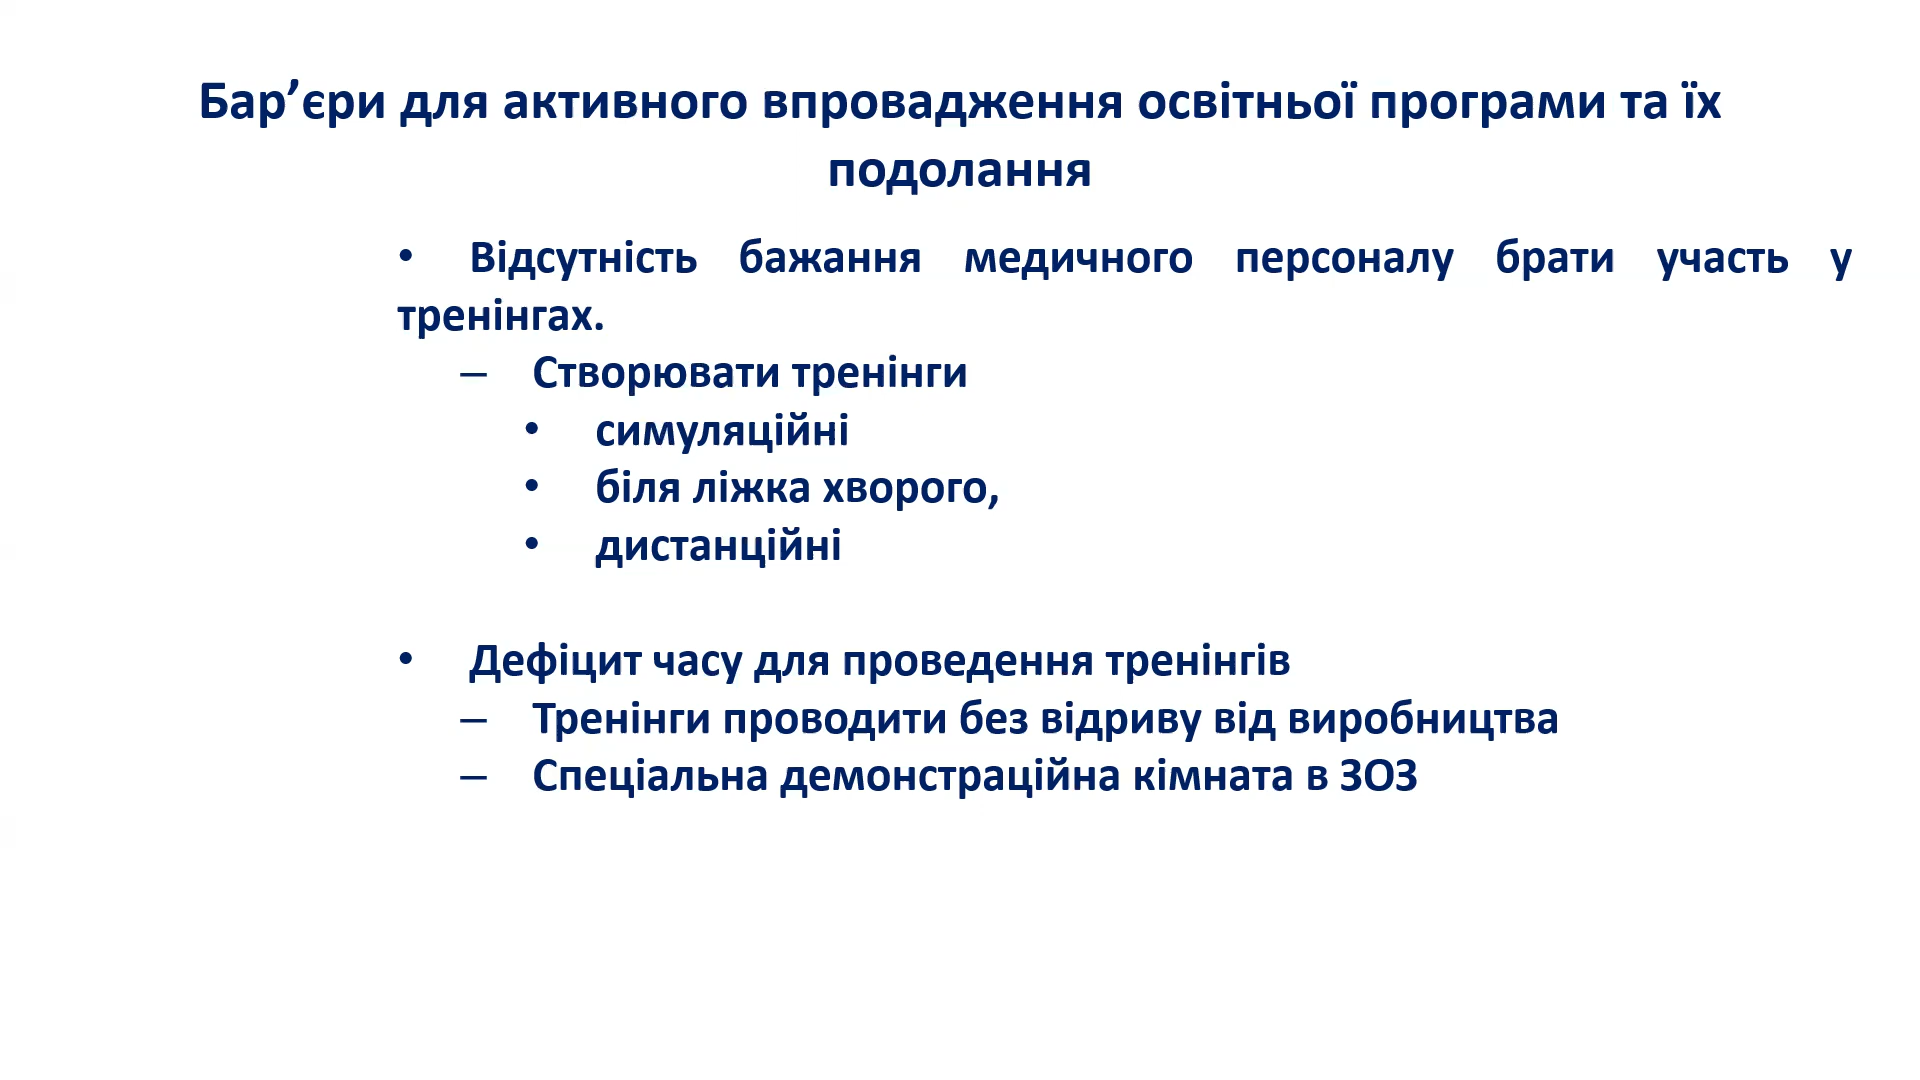 Бар’єри для активного впровадження освітньої програми та їх
подолання
• Відсутність бажання медичного персоналу брати участь у
тренінгах.
– Створювати тренінги
• симуляційні
• біля ліжка хворого,
• дистанційні
• Дефіцит часу для проведення тренінгів
– Тренінги проводити без відриву від виробництва
– Спеціальна демонстраційна кімната в ЗОЗ